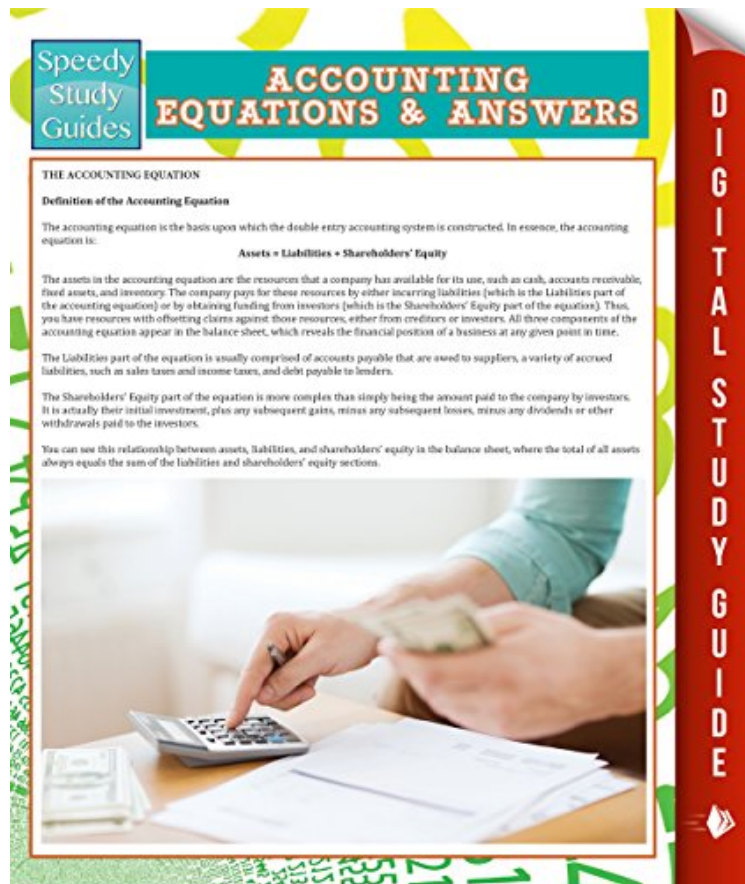 Speedy
Study
Guides
ACCOUNTING
EQUATIONS & ANSWERS
THE ACCOUNTING EQUATION
Definition of the Accounting Equation
The accounting equation is the basis upon which the double entry accounting system is constructed. In essence, the accounting
equation is:
Assets = Liabilities + Shareholders' Equity
The assets in the accounting equation are the resources that a company has available for its use, such as cash, accounts receivable,
fixed assets, and inventory. The company pays for these resources by either incurring liabilities (which is the Liabilities part of
the accounting equation) or by obtaining funding from investors (which is the Shareholders' Equity part of the equation). Thus,
you have resources with offsetting claims against those resources, either from creditors or investors. All three components of the
accounting equation appear in the balance sheet, which reveals the financial position of a business at any given point in time.
The Liabilities part of the equation is usually comprised of accounts payable that are owed to suppliers, a variety of accrued
liabilities, such as sales taxes and income taxes, and debt payable to lenders.
The Shareholders' Equity part of the equation is more complex than simply being the amount paid to the company by investors.
It is actually their initial investment, plus any subsequent gains, minus any subsequent losses, minus any dividends or other
withdrawals paid to the investors.
You can see this relationship between assets, liabilities, and shareholders' equity in the balance sheet, where the total of all assets
always equals the sum of the liabilities and shareholders' equity sections.
DIGITAL STUDY GUIDE